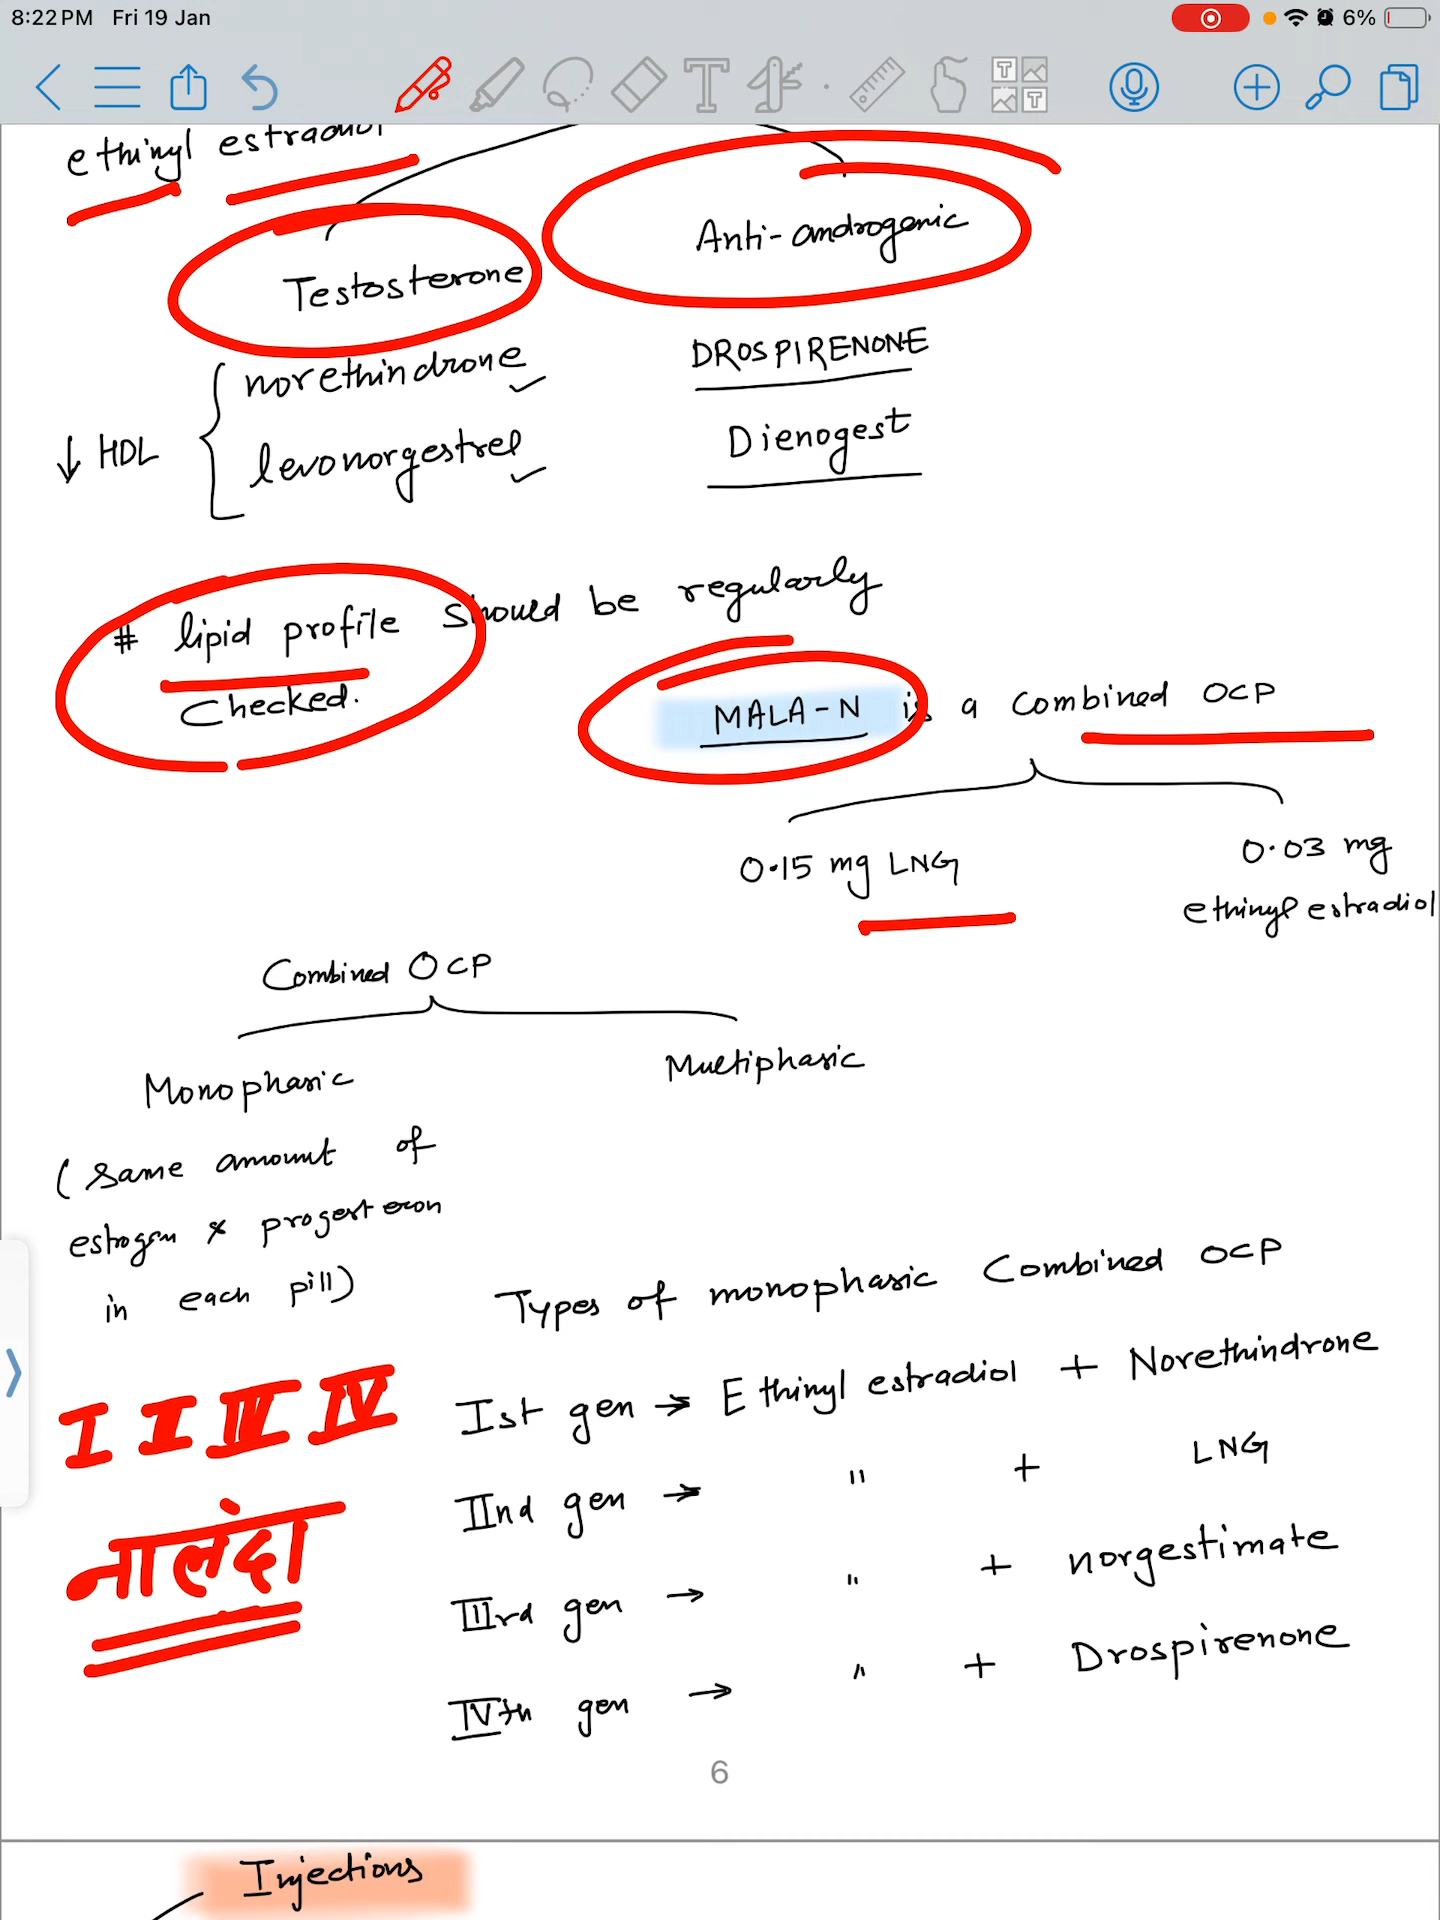 8:22 PM Fri 19 Jan
6%
ethinyl estradiol
Testosterone
Anti-androgenic
norethindrone
DROSPIRENONE
↓ HDL
levonorgestrel
Dienogest
# lipid profile should be regularly
Checked.
MALA-N is a Combined OCP
0.15 mg LNG
0.03 mg
ethinyl estradiol
Combined OCP
Monophasic
Multiphasic
(same amount of
estrogen & progesteron
in each pill)
Types of monophasic Combined OCP
I II III IV
Ist gen → Ethinyl estradiol + Norethindrone
IInd gen → " + LNG
नालंदा
IIIrd gen → " + norgestimate
IVth gen → " + Drospirenone
6
Injections